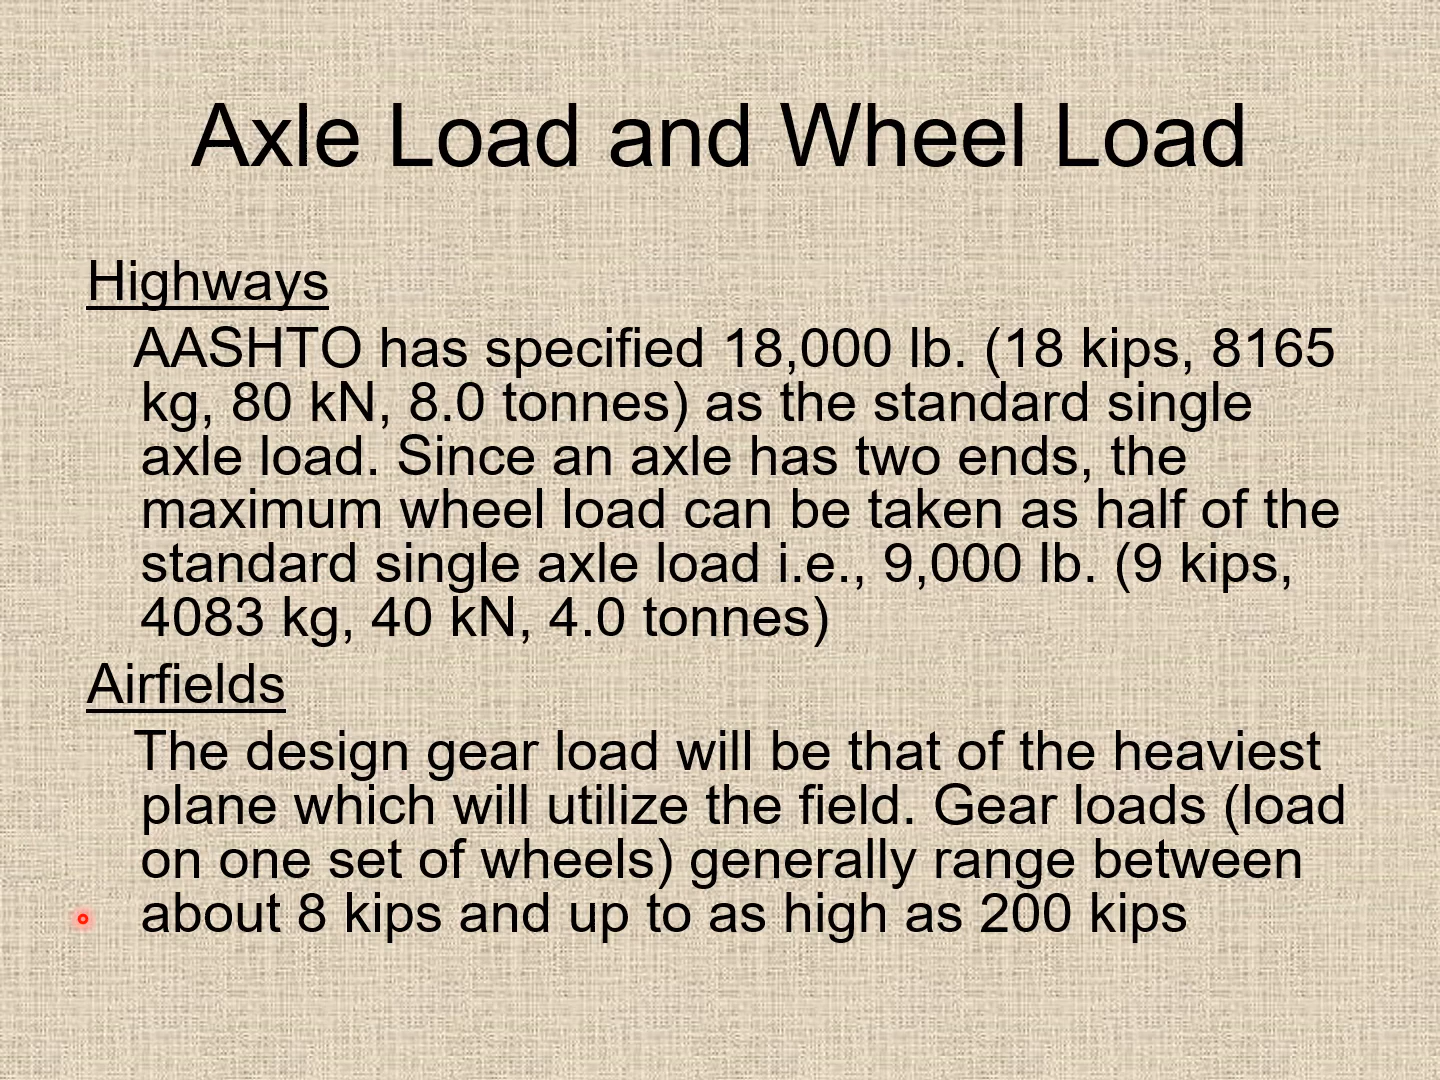 Axle Load and Wheel Load
Highways
AASHTO has specified 18,000 lb. (18 kips, 8165
kg, 80 kN, 8.0 tonnes) as the standard single
axle load. Since an axle has two ends, the
maximum wheel load can be taken as half of the
standard single axle load i.e., 9,000 lb. (9 kips,
4083 kg, 40 kN, 4.0 tonnes)
Airfields
The design gear load will be that of the heaviest
plane which will utilize the field. Gear loads (load
on one set of wheels) generally range between
about 8 kips and up to as high as 200 kips